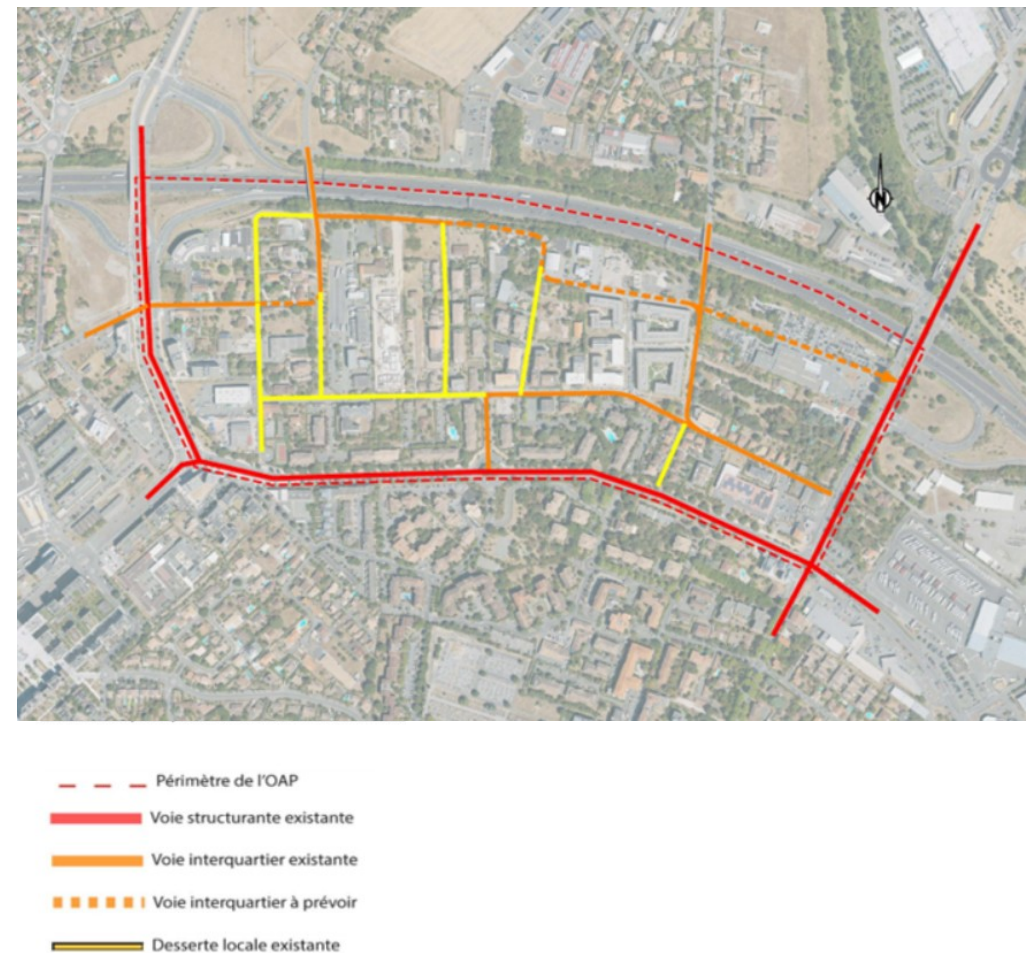 N
Périmètre de l'OAP
Voie structurante existante
Voie interquartier existante
Voie interquartier à prévoir
Desserte locale existante